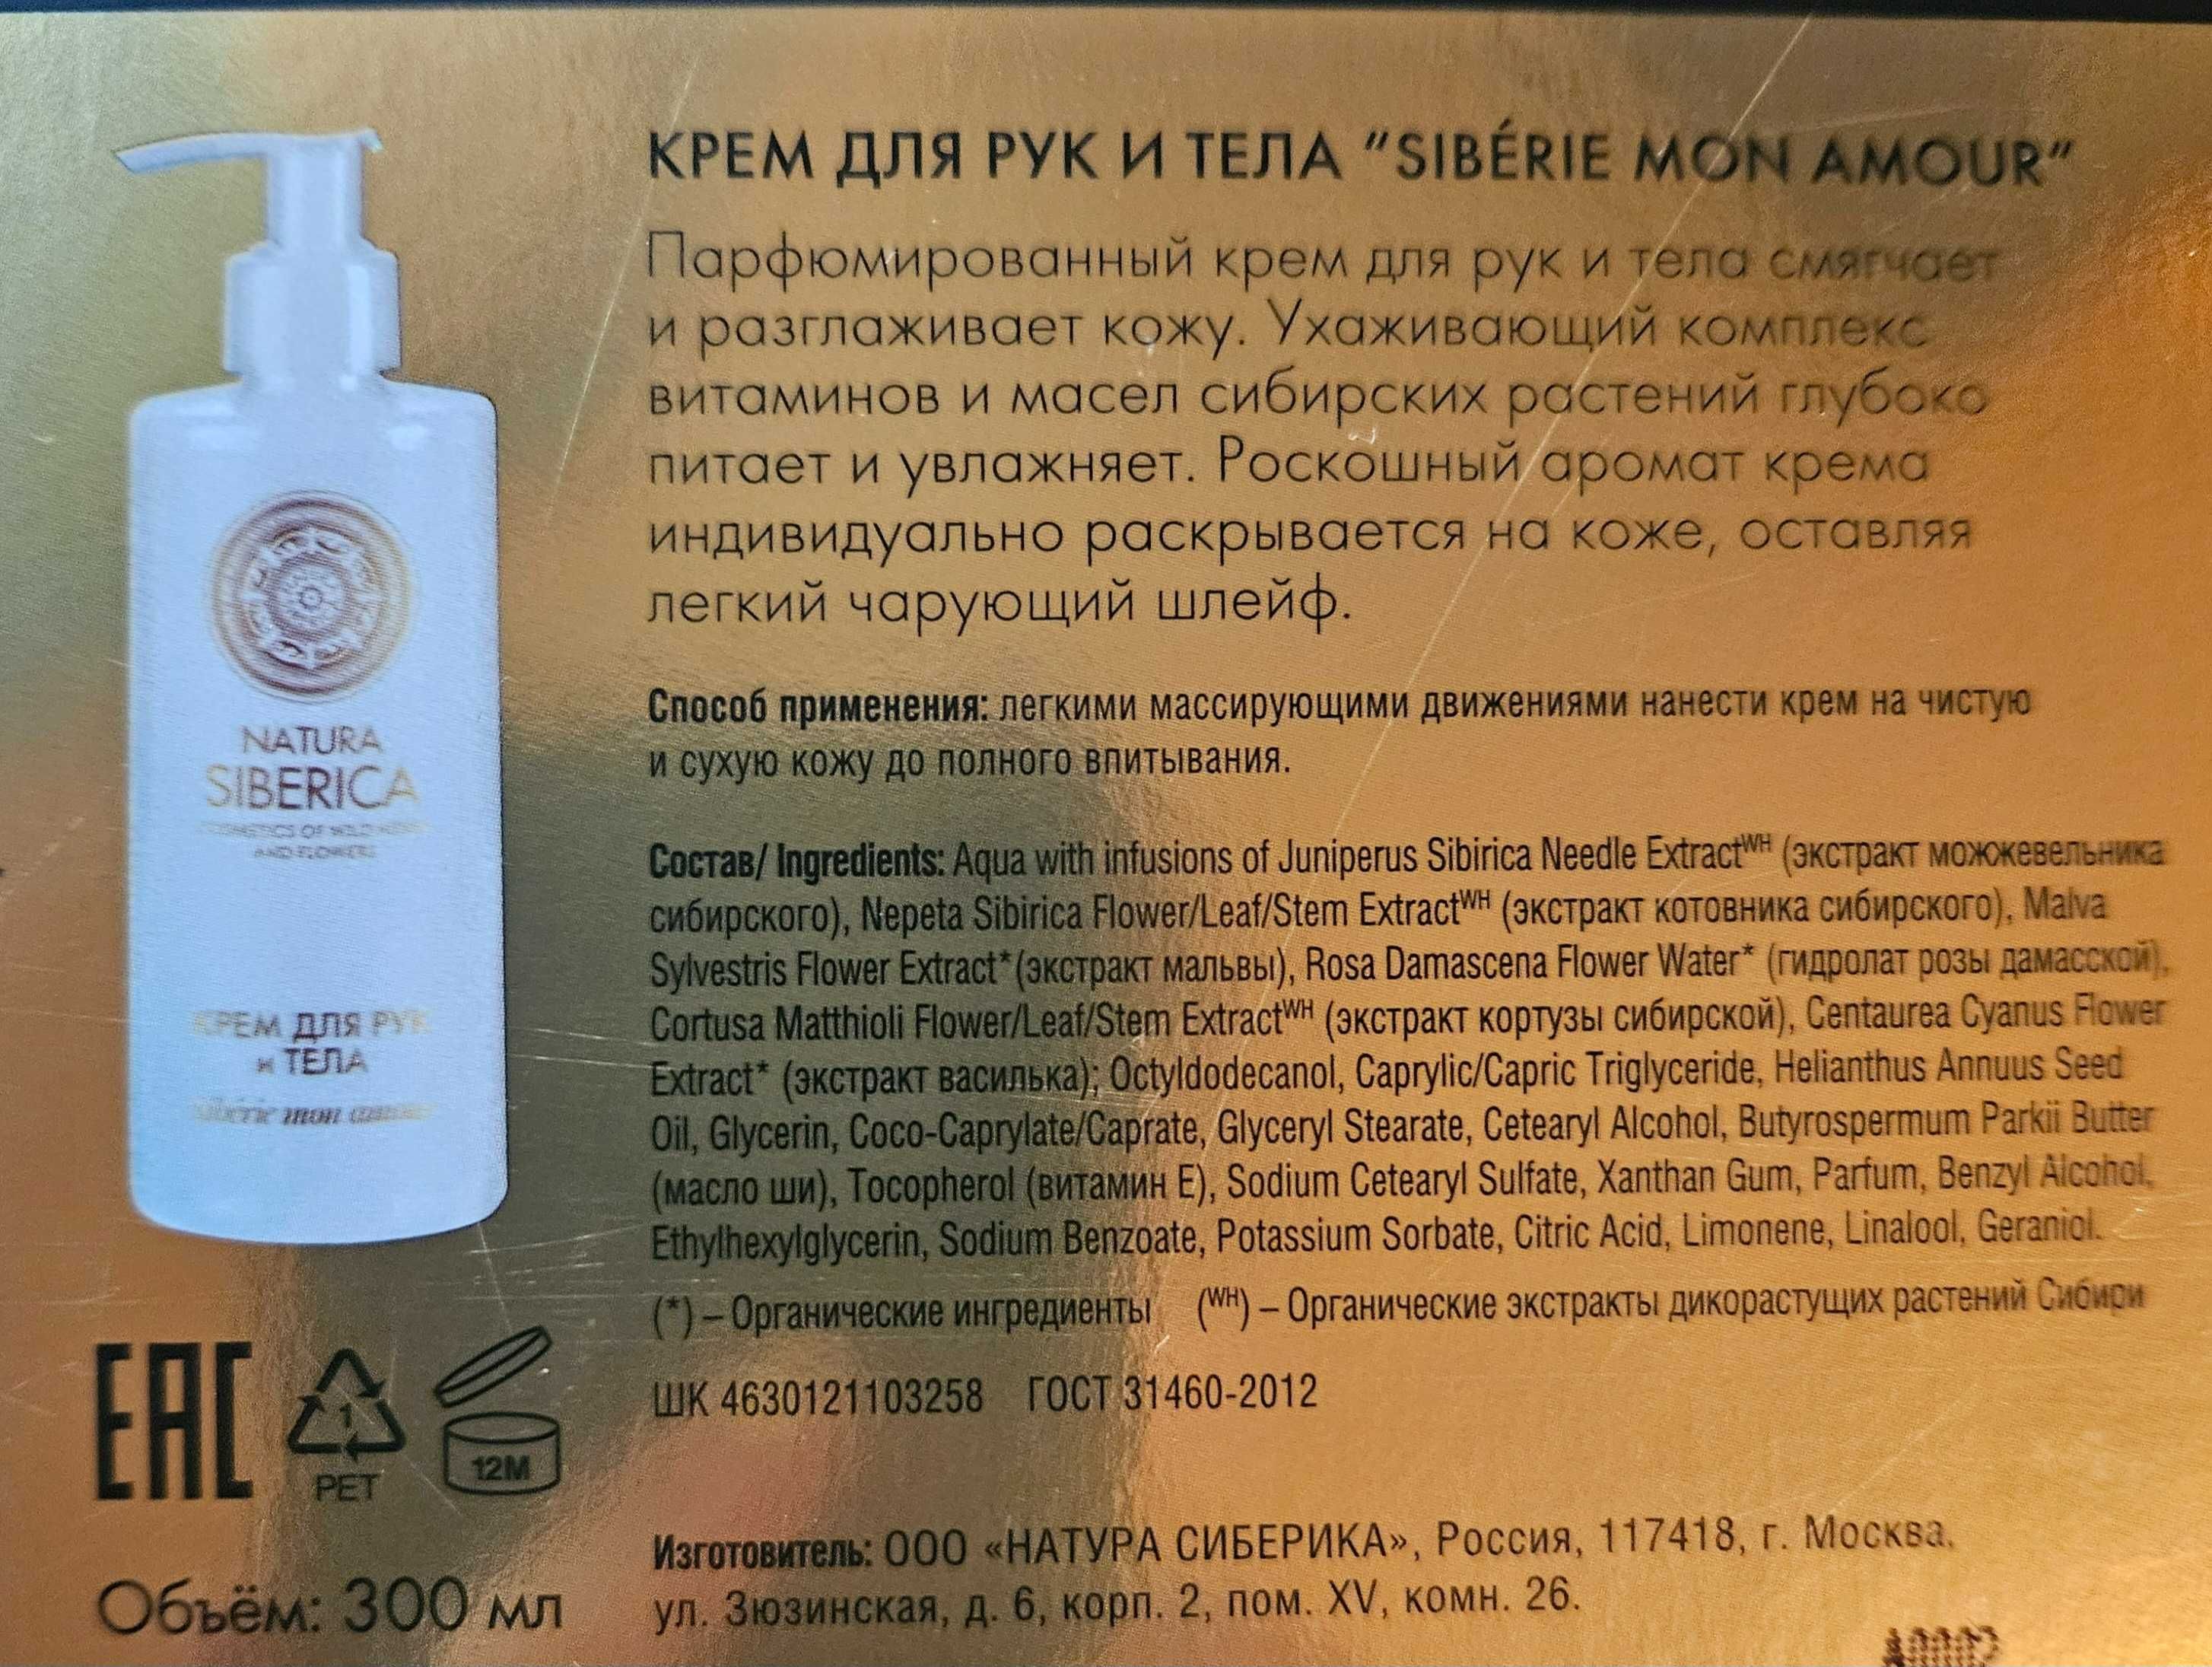 КРЕМ ДЛЯ РУК И ТЕЛА "SIBÉRIE MON AMOUR"
Парфюмированный крем для рук и тела смягчает
и разглаживает кожу. Ухаживающий комплекс
витаминов и масел сибирских растений глубоко
питает и увлажняет. Роскошный аромат крема
индивидуально раскрывается на коже, оставляя
легкий чарующий шлейф.
Способ применения: легкими массирующими движениями нанести крем на чистую
и сухую кожу до полного впитывания.
Состав/ Ingredients: Aqua with infusions of Juniperus Sibirica Needle Extractᵂᴴ (экстракт можжевельника
сибирского), Nepeta Sibirica Flower/Leaf/Stem Extractᵂᴴ (экстракт котовника сибирского), Malva
Sylvestris Flower Extract*(экстракт мальвы), Rosa Damascena Flower Water* (гидролат розы дамасской),
Cortusa Matthioli Flower/Leaf/Stem Extractᵂᴴ (экстракт кортузы сибирской), Centaurea Cyanus Flower
Extract* (экстракт василька); Octyldodecanol, Caprylic/Capric Triglyceride, Helianthus Annuus Seed
Oil, Glycerin, Coco-Caprylate/Caprate, Glyceryl Stearate, Cetearyl Alcohol, Butyrospermum Parkii Butter
(масло ши), Tocopherol (витамин Е), Sodium Cetearyl Sulfate, Xanthan Gum, Parfum, Benzyl Alcohol,
Ethylhexylglycerin, Sodium Benzoate, Potassium Sorbate, Citric Acid, Limonene, Linalool, Geraniol.
(*) – Органические ингредиенты (ᵂᴴ) – Органические экстракты дикорастущих растений Сибири
ШК 4630121103258 ГОСТ 31460-2012
Изготовитель: ООО «НАТУРА СИБЕРИКА», Россия, 117418, г. Москва,
ул. Зюзинская, д. 6, корп. 2, пом. XV, комн. 26.
NATURA
SIBERICA
COSMETICS OF WILD HERBS
AND FLOWERS
КРЕМ ДЛЯ РУК
и ТЕЛА
Sibérie mon amour
EAC
1
PET
12M
Объём: 300 мл